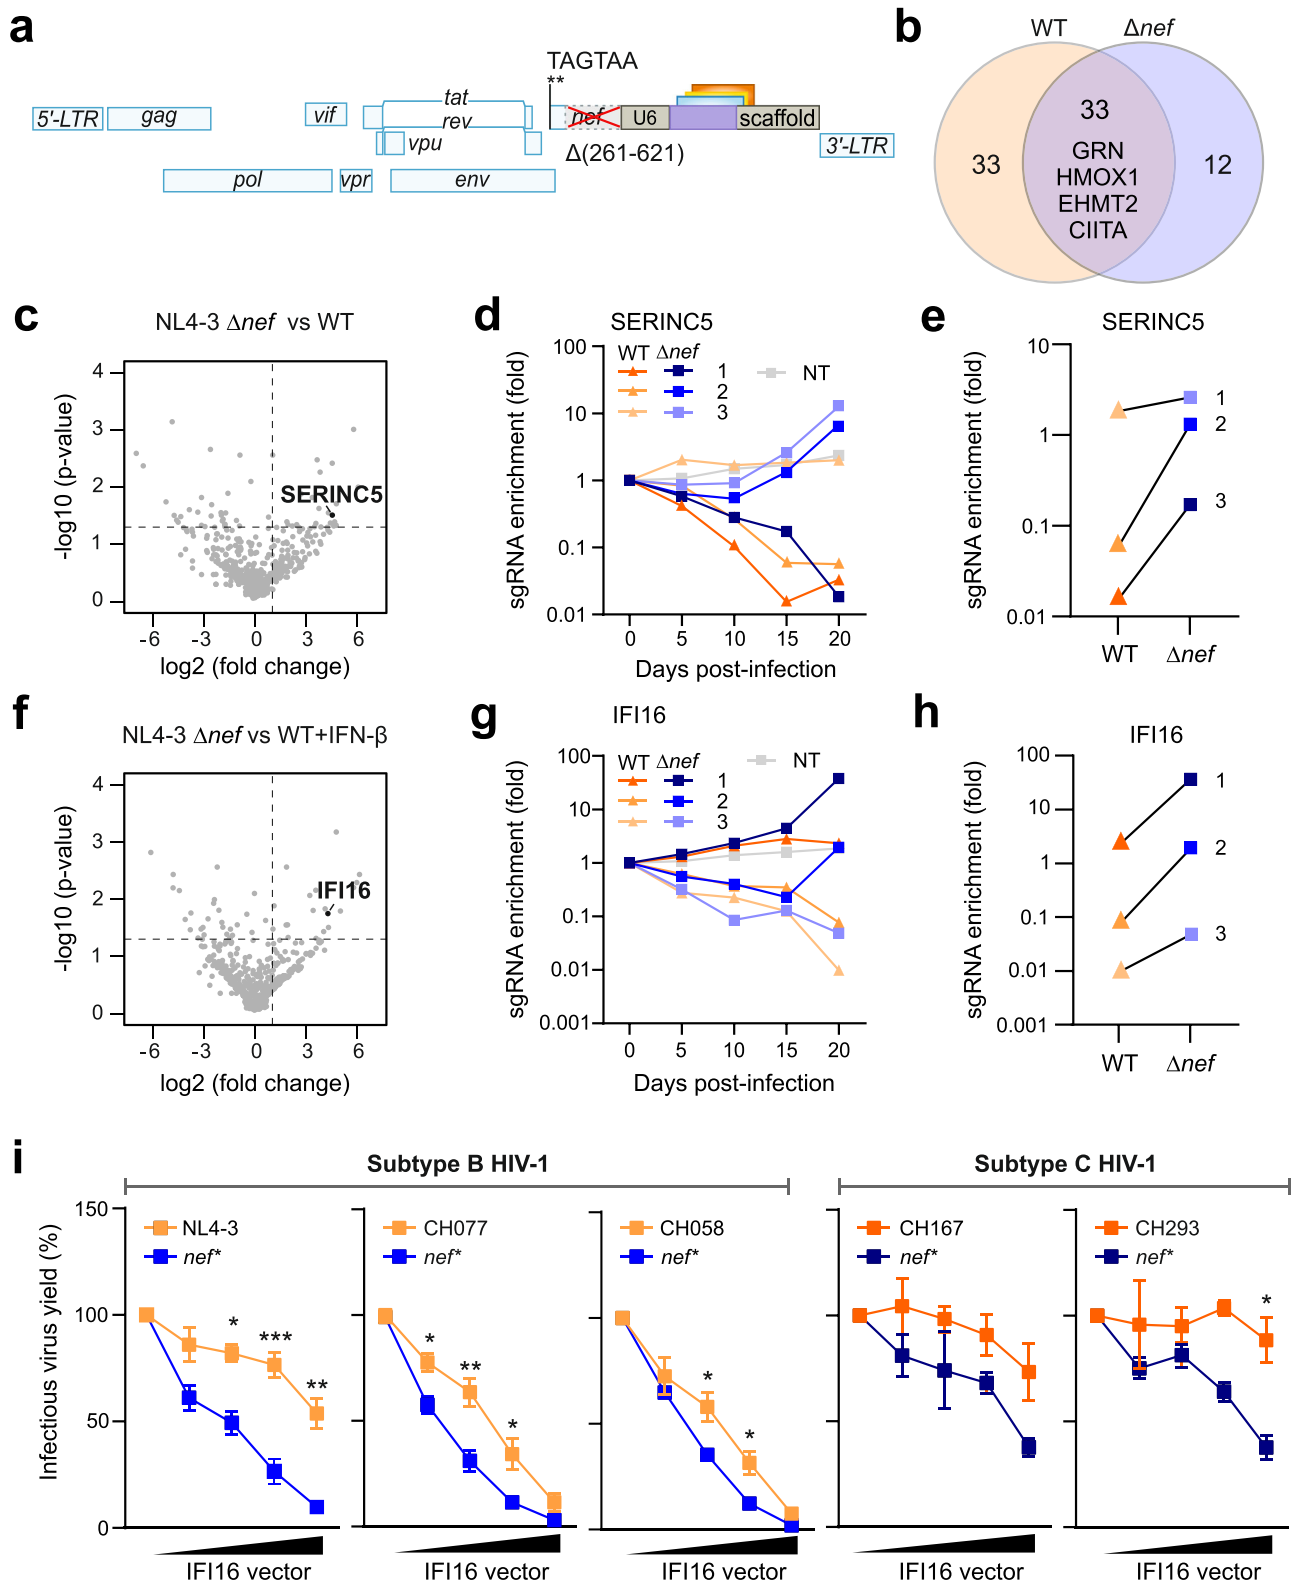 a
TAGTAA
**
5'-LTR
gag
vif
tat
rev
vpu
nef
U6
scaffold
Δ(261-621)
3'-LTR
pol
vpr
env
b
WT
Δnef
33
33
12
GRN
HMOX1
EHMT2
CIITA
c
NL4-3 Δnef vs WT
-log10 (p-value)
4
3
2
1
0
SERINC5
-6 -3 0 3 6
log2 (fold change)
d
SERINC5
sgRNA enrichment (fold)
WT Δnef
1
2
3
NT
100
10
1
0.1
0.01
0 5 10 15 20
Days post-infection
e
SERINC5
sgRNA enrichment (fold)
10
1
0.1
0.01
1
2
3
WT Δnef
f
NL4-3 Δnef vs WT+IFN-β
-log10 (p-value)
4
3
2
1
0
IFI16
-6 -3 0 3 6
log2 (fold change)
g
IFI16
sgRNA enrichment (fold)
WT Δnef
1
2
3
NT
100
10
1
0.1
0.01
0.001
0 5 10 15 20
Days post-infection
h
IFI16
sgRNA enrichment (fold)
100
10
1
0.1
0.01
0.001
1
2
3
WT Δnef
i
Subtype B HIV-1
Subtype C HIV-1
Infectious virus yield (%)
150
100
50
0
NL4-3
nef*
* *** **
IFI16 vector
CH077
nef*
* ** *
IFI16 vector
CH058
nef*
* *
IFI16 vector
CH167
nef*
IFI16 vector
CH293
nef*
*
IFI16 vector